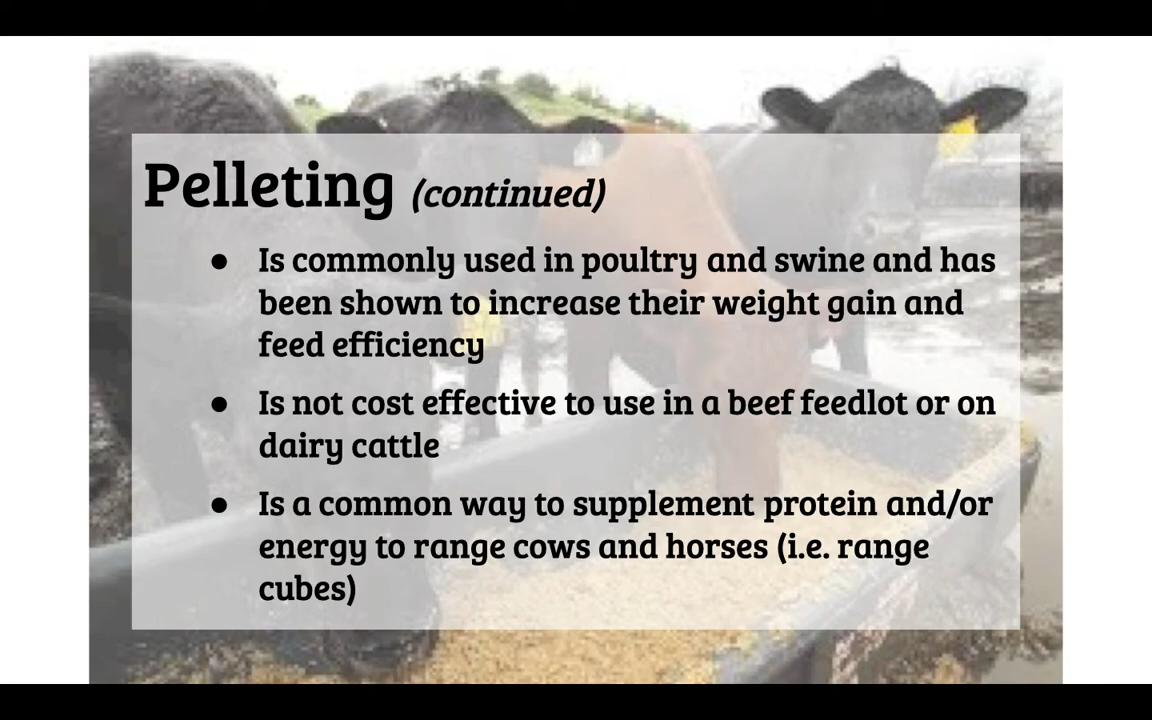 Pelleting (continued)
● Is commonly used in poultry and swine and has
been shown to increase their weight gain and
feed efficiency
● Is not cost effective to use in a beef feedlot or on
dairy cattle
● Is a common way to supplement protein and/or
energy to range cows and horses (i.e. range
cubes)